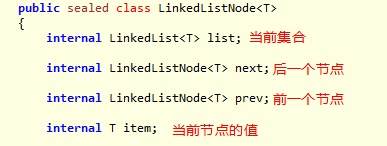 public sealed class LinkedListNode<T>
{
internal LinkedList<T> list; 当前集合
internal LinkedListNode<T> next; 后一个节点
internal LinkedListNode<T> prev; 前一个节点
internal T item; 当前节点的值